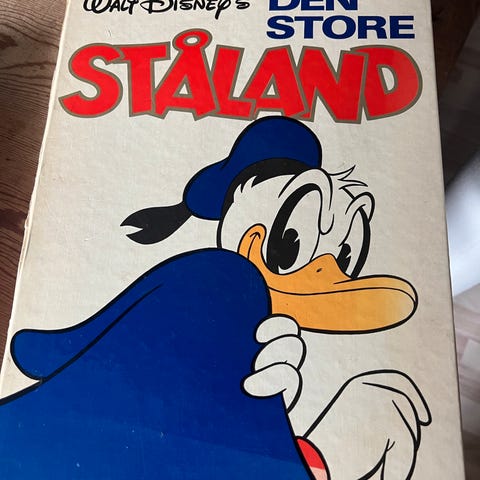 Walt Disney's
DEN
STORE
STÅLAND